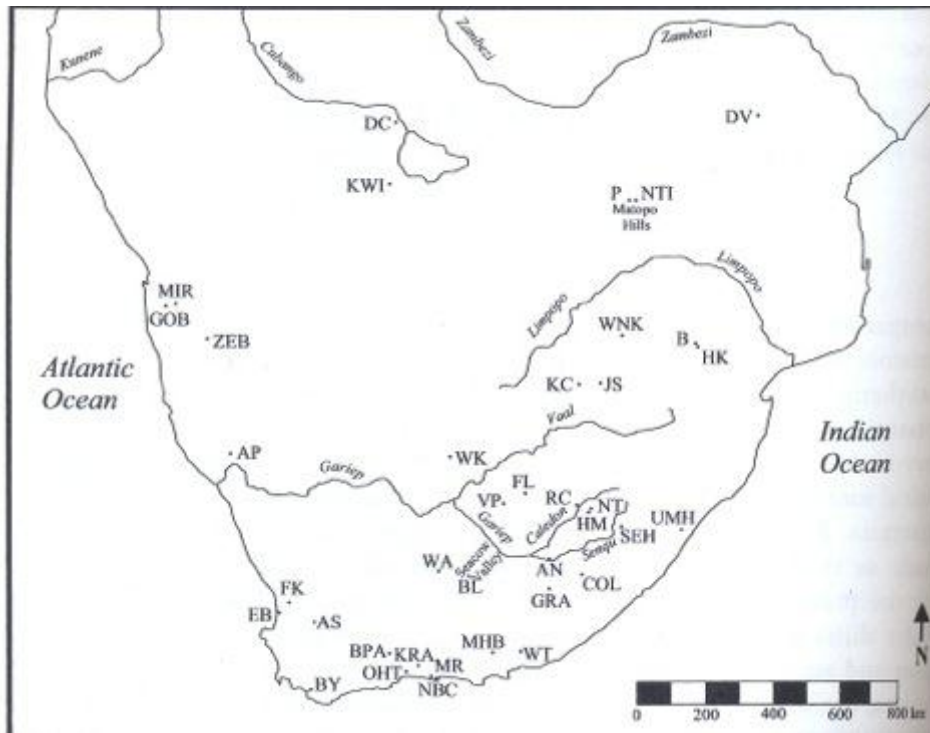 Kunene
Cubango
Zambezi
Zambezi
DC
DV
KWI
P
NTI
Matopo
Hills
MIR
GOB
ZEB
Limpopo
Limpopo
WNK
B
HK
Atlantic
Ocean
KC
JS
Vaal
Indian
Ocean
AP
Gariep
WK
FL
VP
RC
NT
HM
Gariep
Caledon
SEH
UMH
Senqu
WA
Seacow
Valley
BL
AN
COL
GRA
FK
EB
AS
BPA
KRA
MHB
WT
OHT
MR
NBC
BY
N
0 200 400 600 800 km